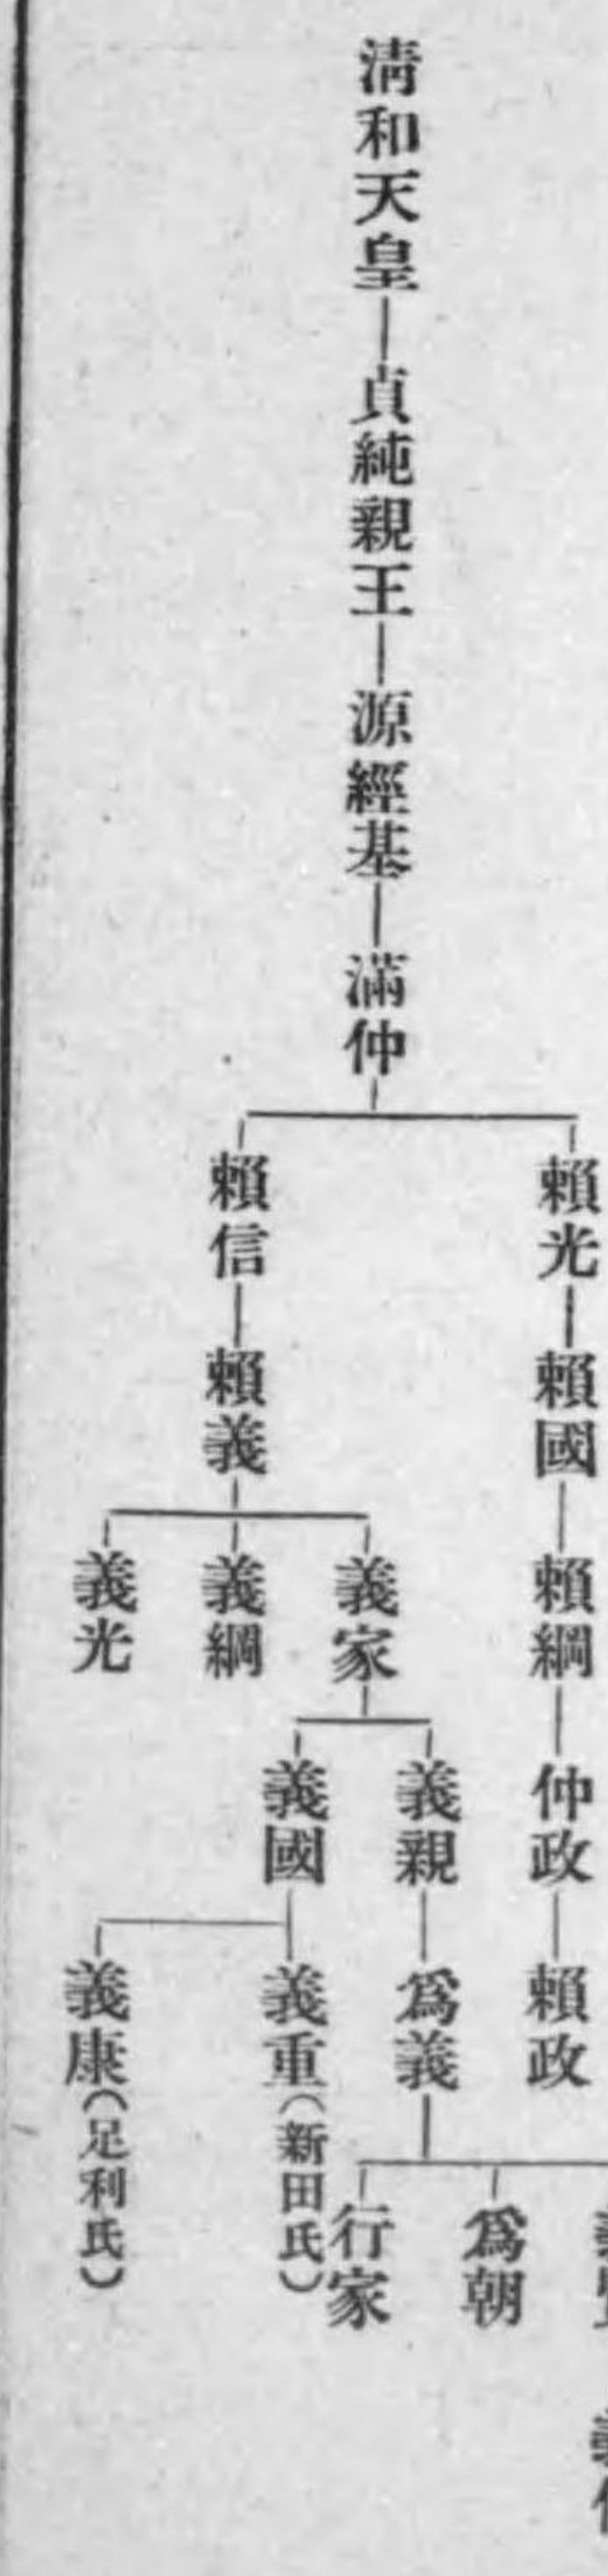 清和天皇―貞純親王―源經基―滿仲
賴光―賴國―賴綱―仲政―賴政
賴信―賴義
義家
義親―爲義
爲朝
行家
義國
義重(新田氏)
義康(足利氏)
義綱
義光